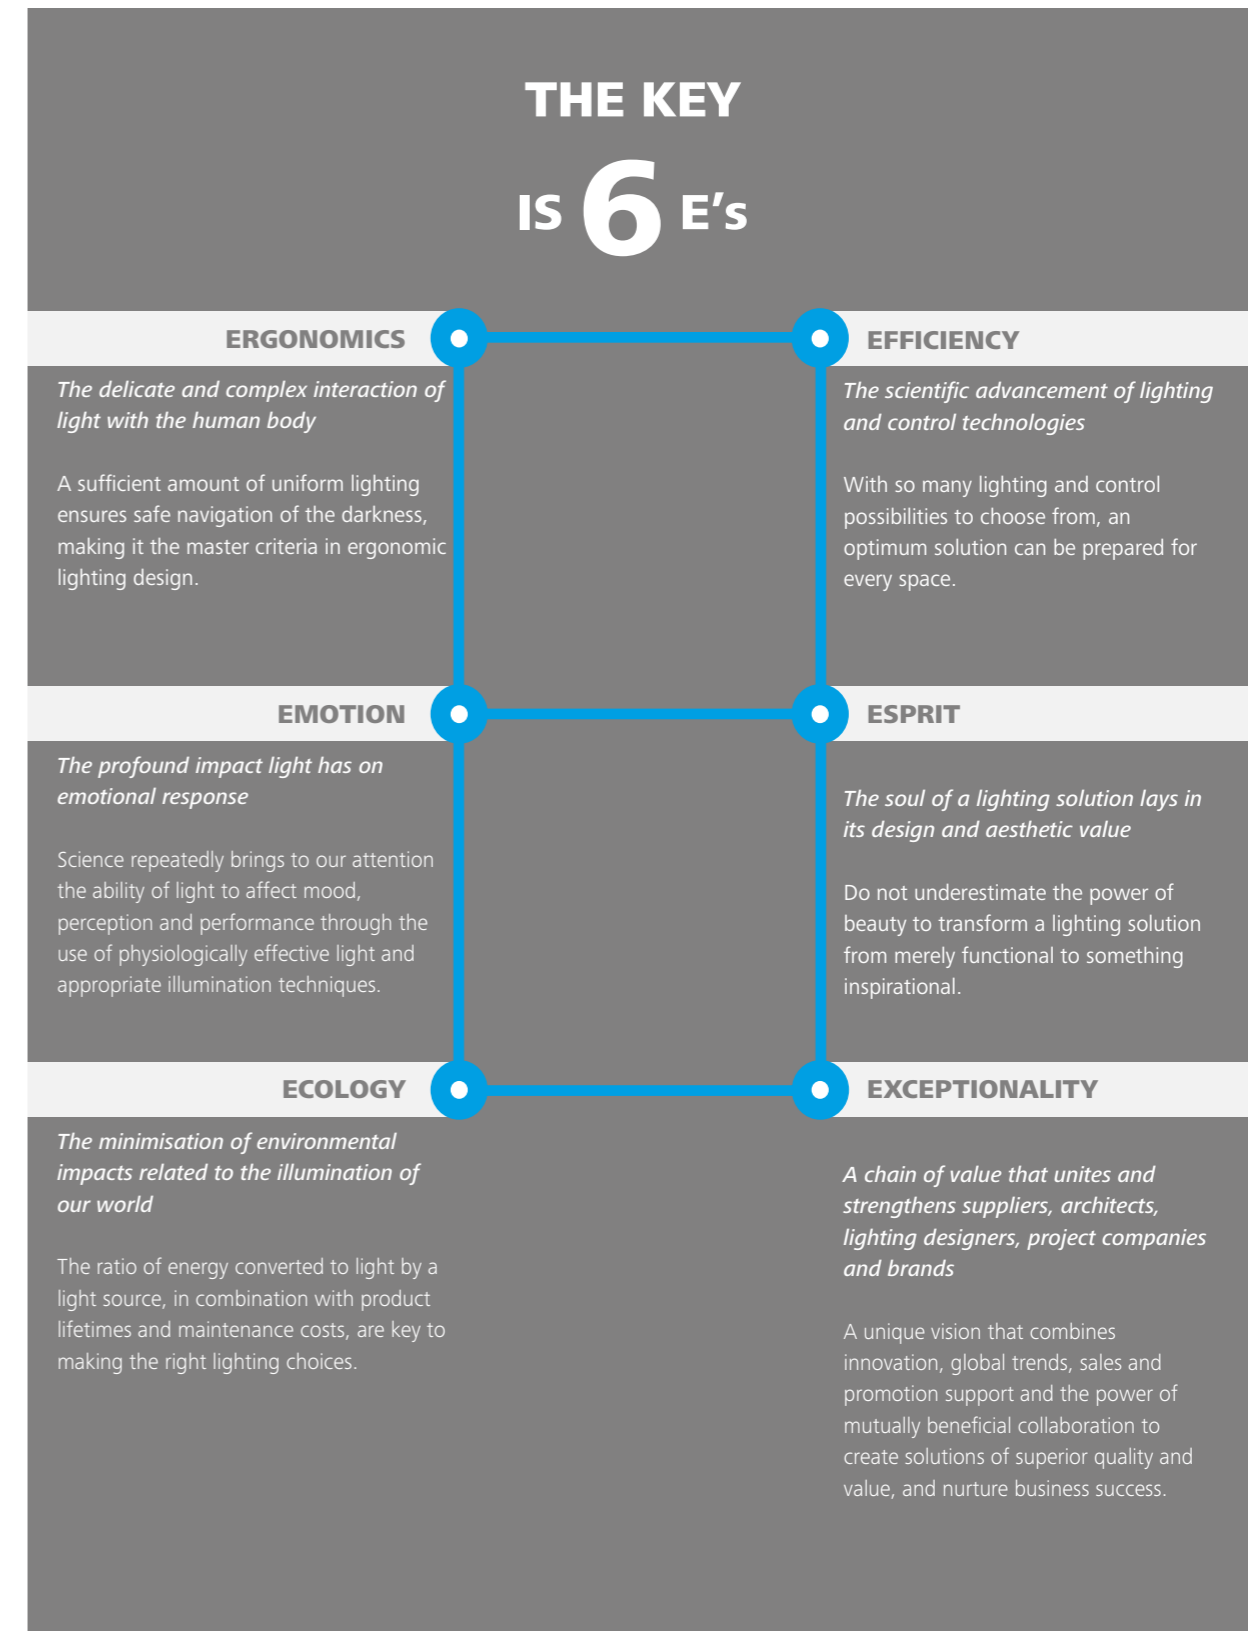 THE KEY
IS 6 E's
ERGONOMICS
The delicate and complex interaction of
light with the human body
A sufficient amount of uniform lighting
ensures safe navigation of the darkness,
making it the master criteria in ergonomic
lighting design.
EFFICIENCY
The scientific advancement of lighting
and control technologies
With so many lighting and control
possibilities to choose from, an
optimum solution can be prepared for
every space.
EMOTION
The profound impact light has on
emotional response
Science repeatedly brings to our attention
the ability of light to affect mood,
perception and performance through the
use of physiologically effective light and
appropriate illumination techniques.
ESPRIT
The soul of a lighting solution lays in
its design and aesthetic value
Do not underestimate the power of
beauty to transform a lighting solution
from merely functional to something
inspirational.
ECOLOGY
The minimisation of environmental
impacts related to the illumination of
our world
The ratio of energy converted to light by a
light source, in combination with product
lifetimes and maintenance costs, are key to
making the right lighting choices.
EXCEPTIONALITY
A chain of value that unites and
strengthens suppliers, architects,
lighting designers, project companies
and brands
A unique vision that combines
innovation, global trends, sales and
promotion support and the power of
mutually beneficial collaboration to
create solutions of superior quality and
value, and nurture business success.